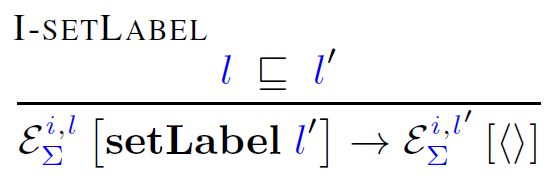 I-SETLABEL
l ⊑ l′
ℰ_Σ^{i,l} [setLabel l′] → ℰ_Σ^{i,l′} [⟨⟩]